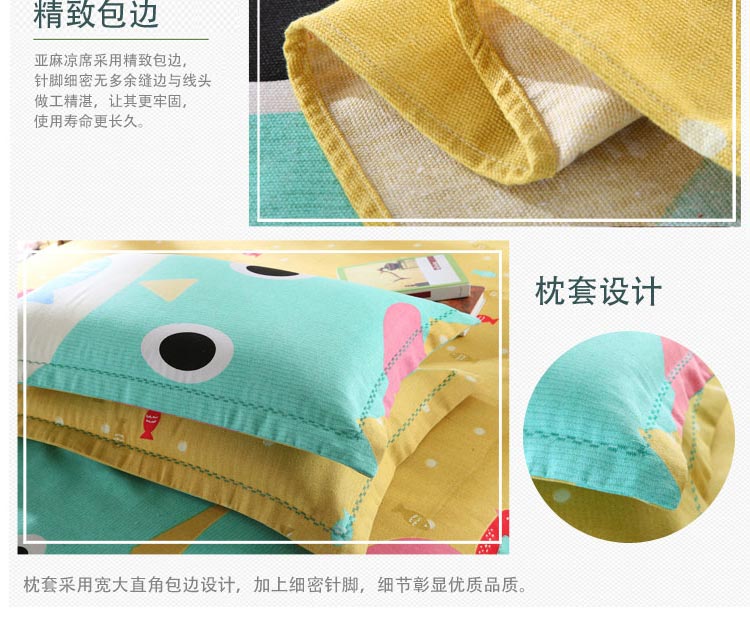 精致包边
亚麻凉席采用精致包边，
针脚细密无多余缝边与线头
做工精湛，让其更牢固，
使用寿命更长久。
枕套设计
枕套采用宽大直角包边设计，加上细密针脚，细节彰显优质品质。